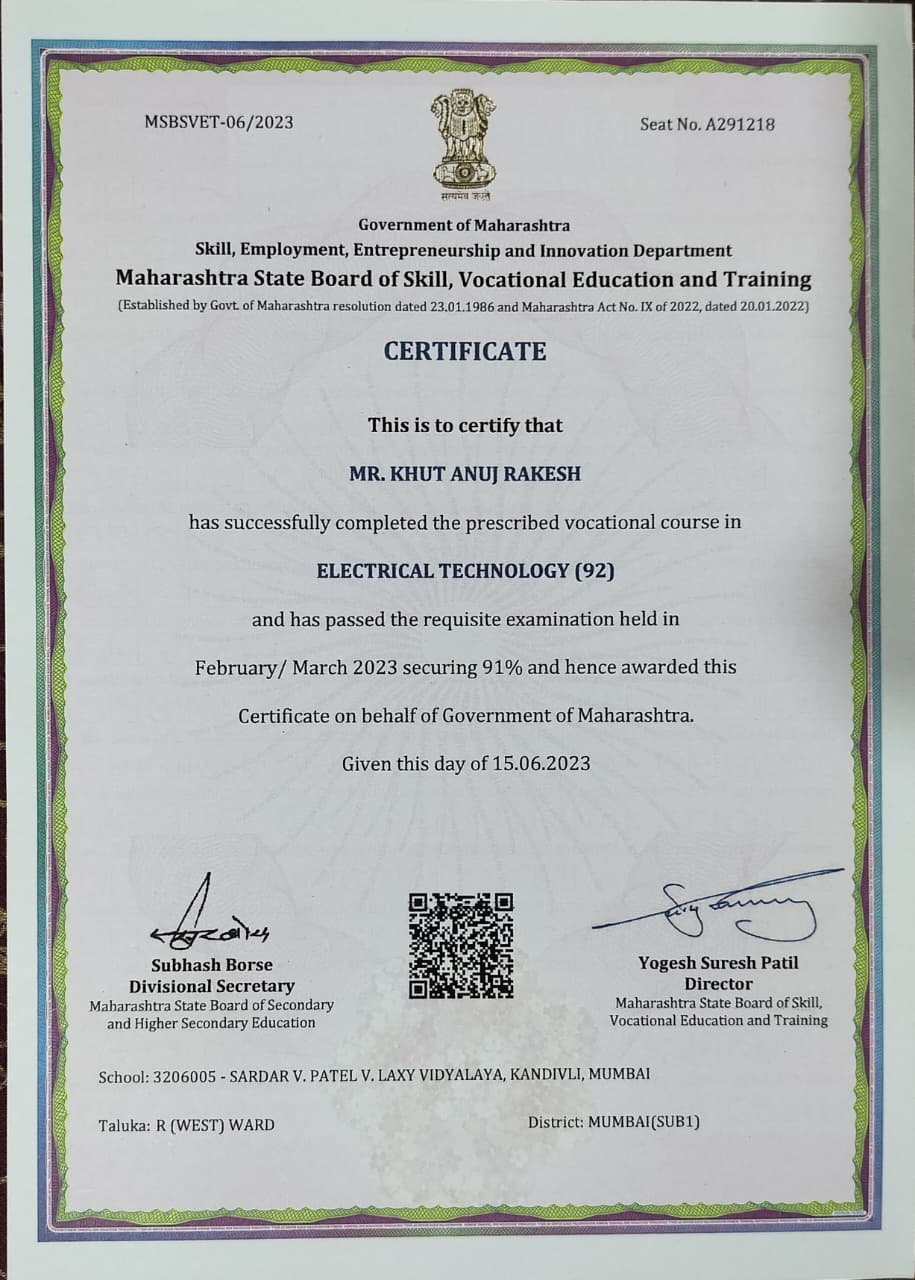 MSBSVET-06/2023
Seat No. A291218
सत्यमेव जयते
Government of Maharashtra
Skill, Employment, Entrepreneurship and Innovation Department
Maharashtra State Board of Skill, Vocational Education and Training
(Established by Govt. of Maharashtra resolution dated 23.01.1986 and Maharashtra Act No. IX of 2022, dated 20.01.2022)
CERTIFICATE
This is to certify that
MR. KHUT ANUJ RAKESH
has successfully completed the prescribed vocational course in
ELECTRICAL TECHNOLOGY (92)
and has passed the requisite examination held in
February/ March 2023 securing 91% and hence awarded this
Certificate on behalf of Government of Maharashtra.
Given this day of 15.06.2023
Subhash Borse
Divisional Secretary
Maharashtra State Board of Secondary
and Higher Secondary Education
Yogesh Suresh Patil
Director
Maharashtra State Board of Skill,
Vocational Education and Training
School: 3206005 - SARDAR V. PATEL V. LAXY VIDYALAYA, KANDIVLI, MUMBAI
Taluka: R (WEST) WARD
District: MUMBAI(SUB1)